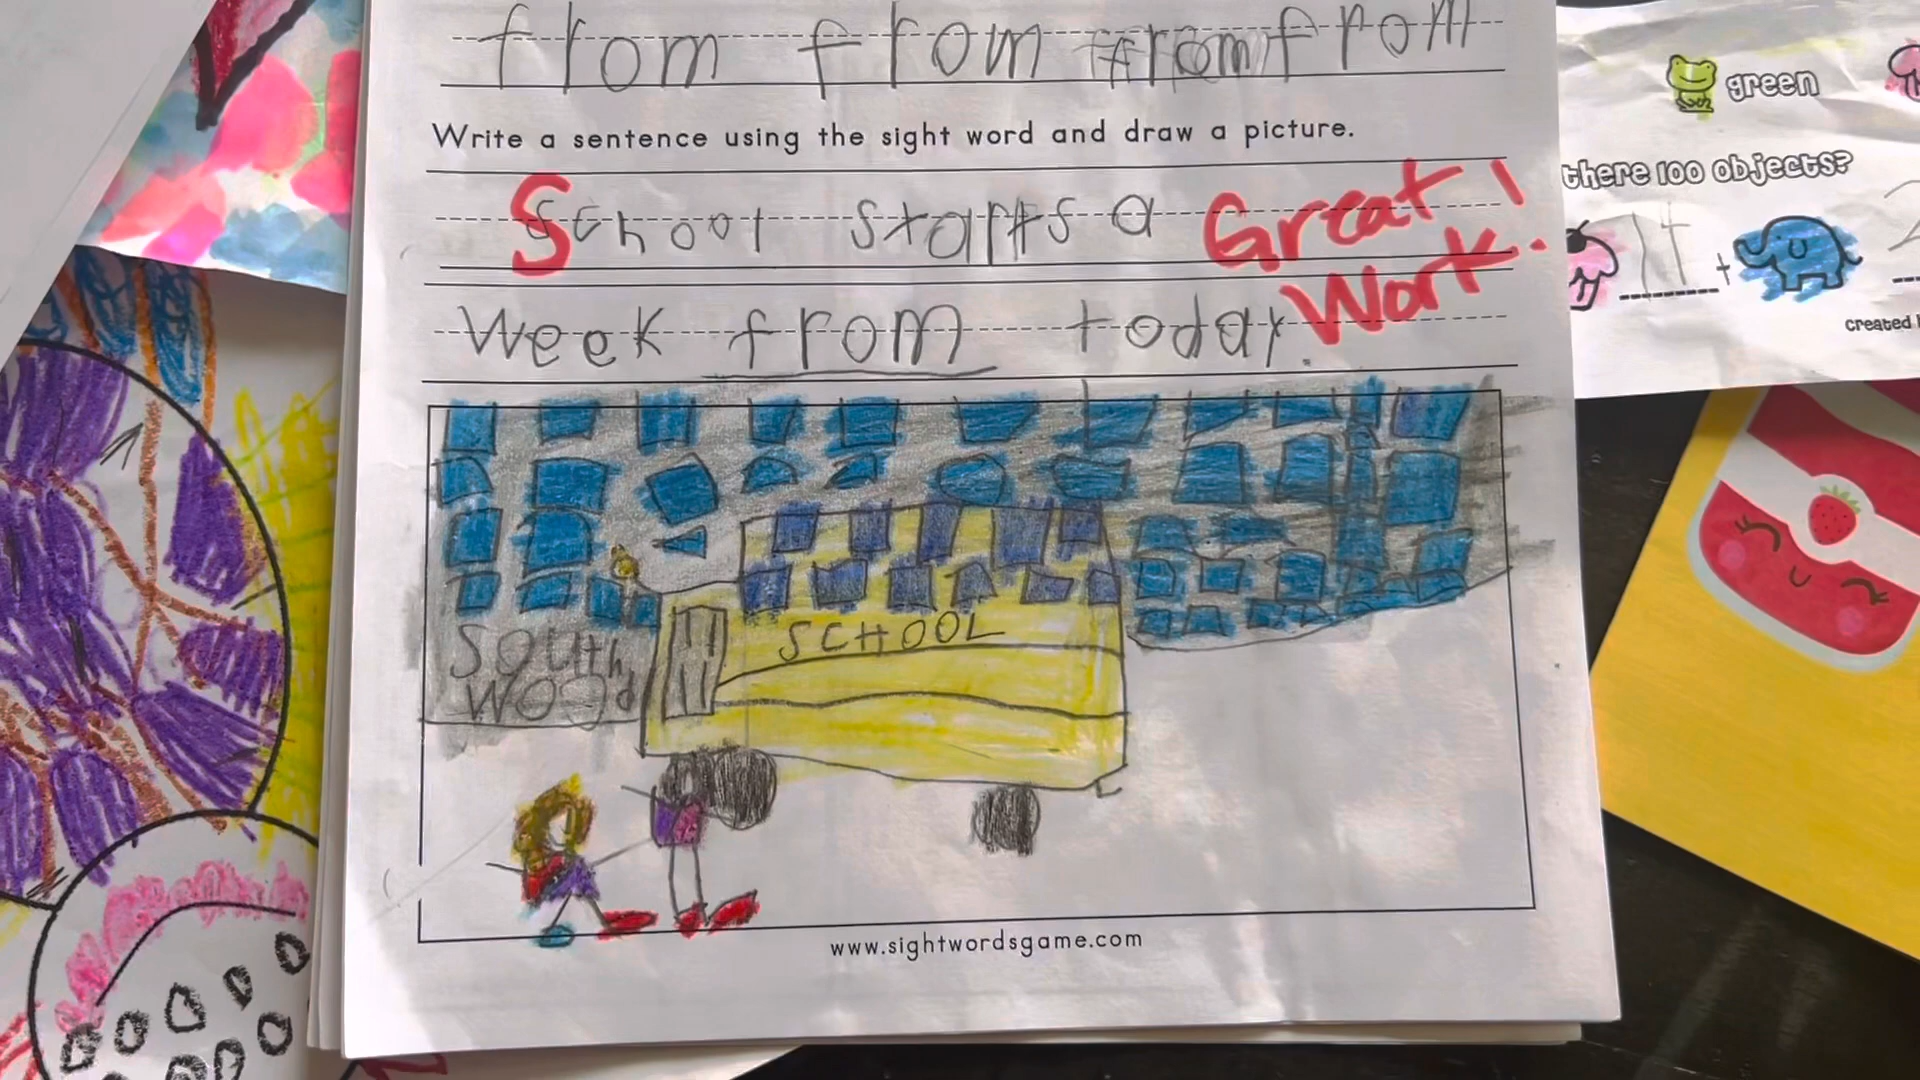 from from from from
Write a sentence using the sight word and draw a picture.
School starts a
Great!
week from today.
Work.
SOUTH
WOOD
SCHOOL
www.sightwordsgame.com
green
there 100 objects?
+
created